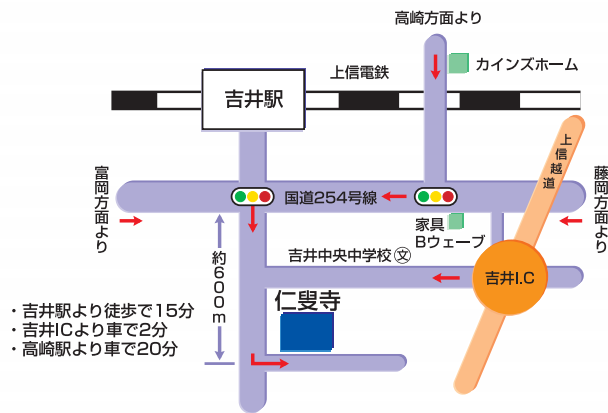 高崎方面より
カインズホーム
上信電鉄
吉井駅
上信越道
富岡方面より
藤岡方面より
国道254号線
家具
Bウェーブ
吉井中央中学校 文
吉井I.C
約600m
仁叟寺
・吉井駅より徒歩で15分
・吉井ICより車で2分
・高崎駅より車で20分